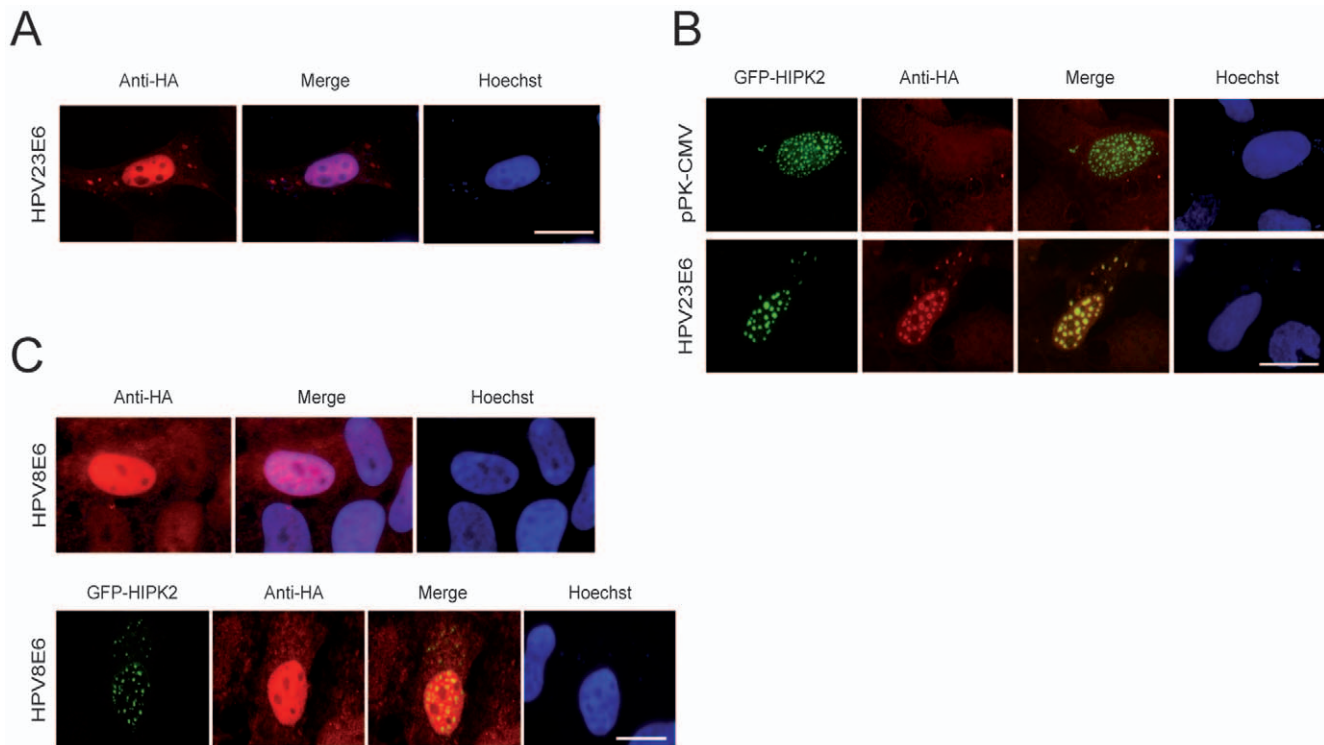 A
Anti-HA Merge Hoechst
HPV23E6
B
GFP-HIPK2 Anti-HA Merge Hoechst
pPK-CMV
HPV23E6
C
Anti-HA Merge Hoechst
HPV8E6
GFP-HIPK2 Anti-HA Merge Hoechst
HPV8E6